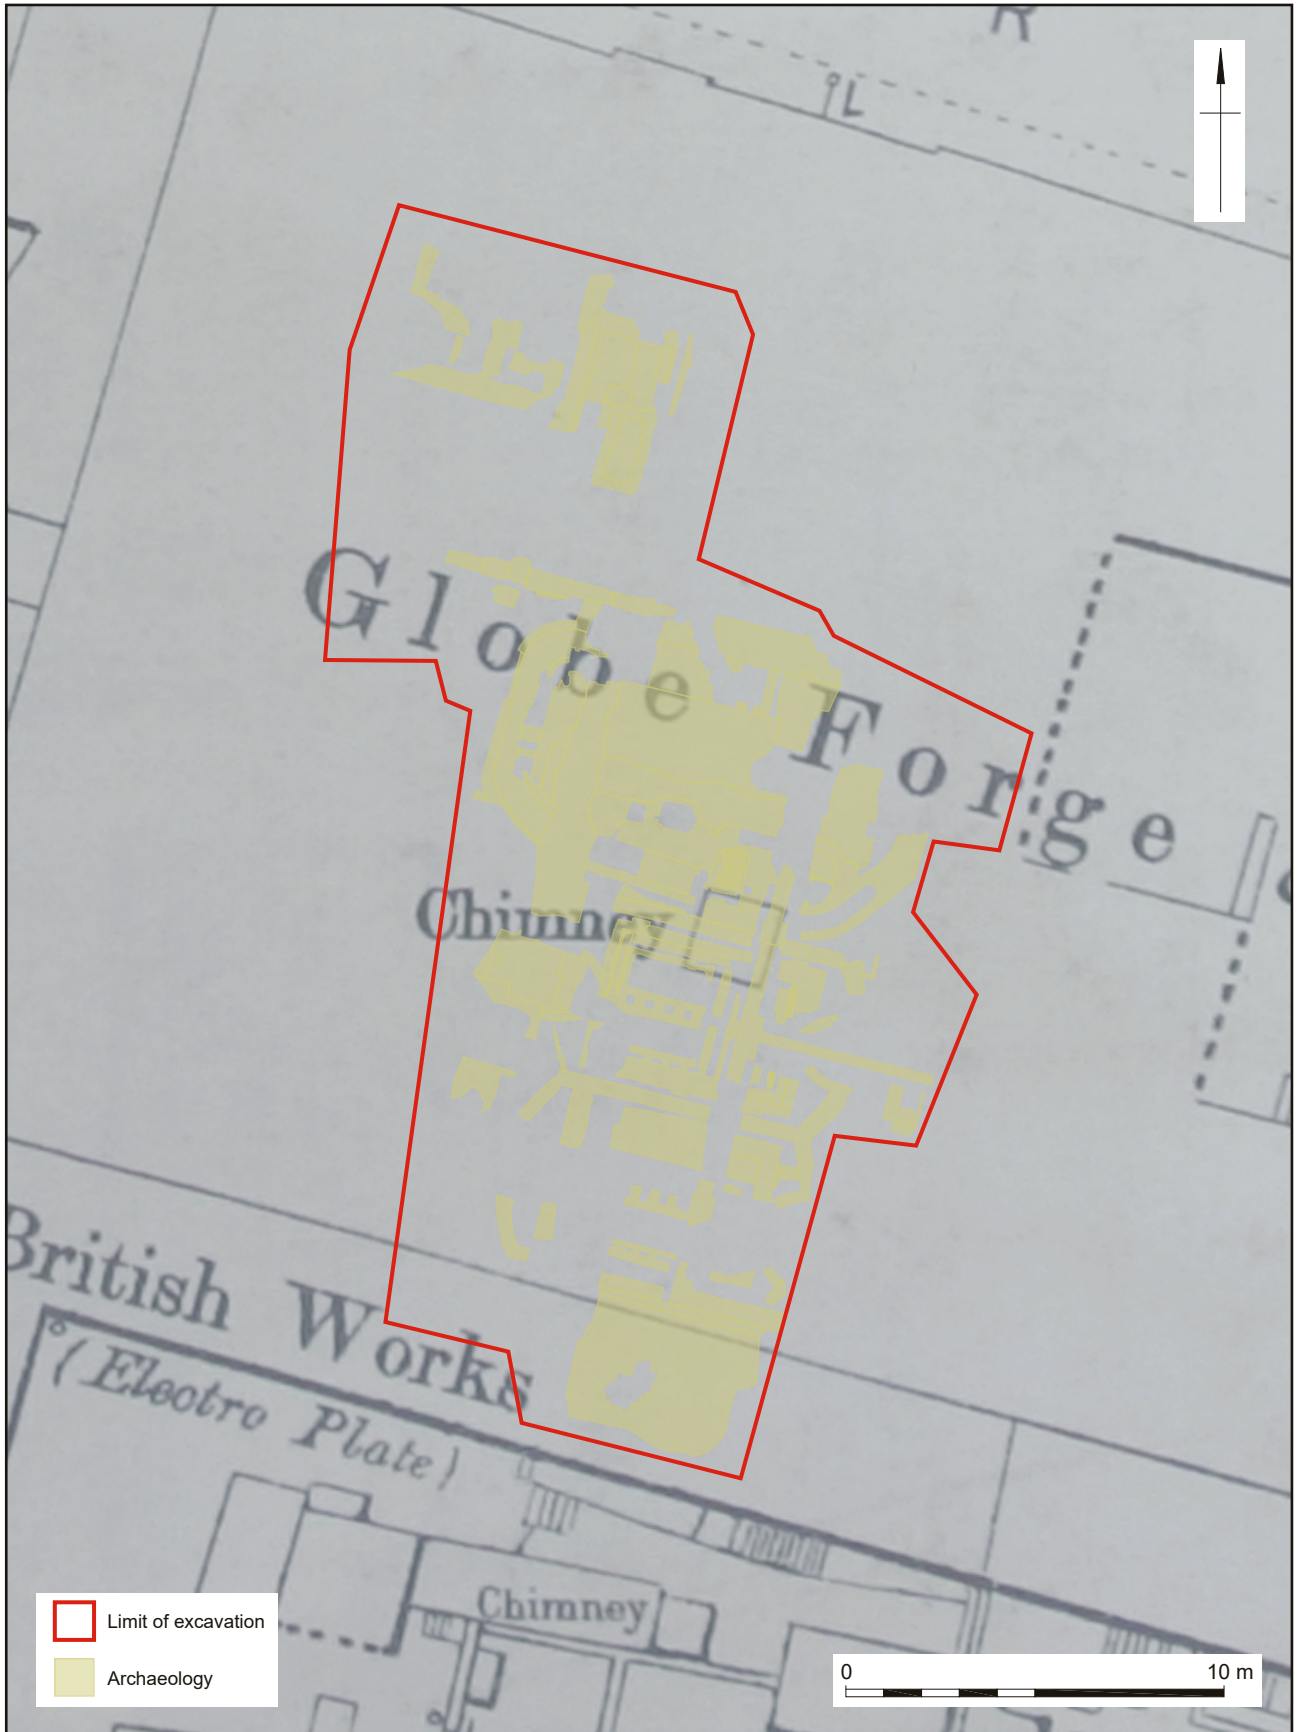 R
L
Globe Forge
Chimney
British Works
(Electro Plate)
Chimney
Limit of excavation
Archaeology
0 10 m